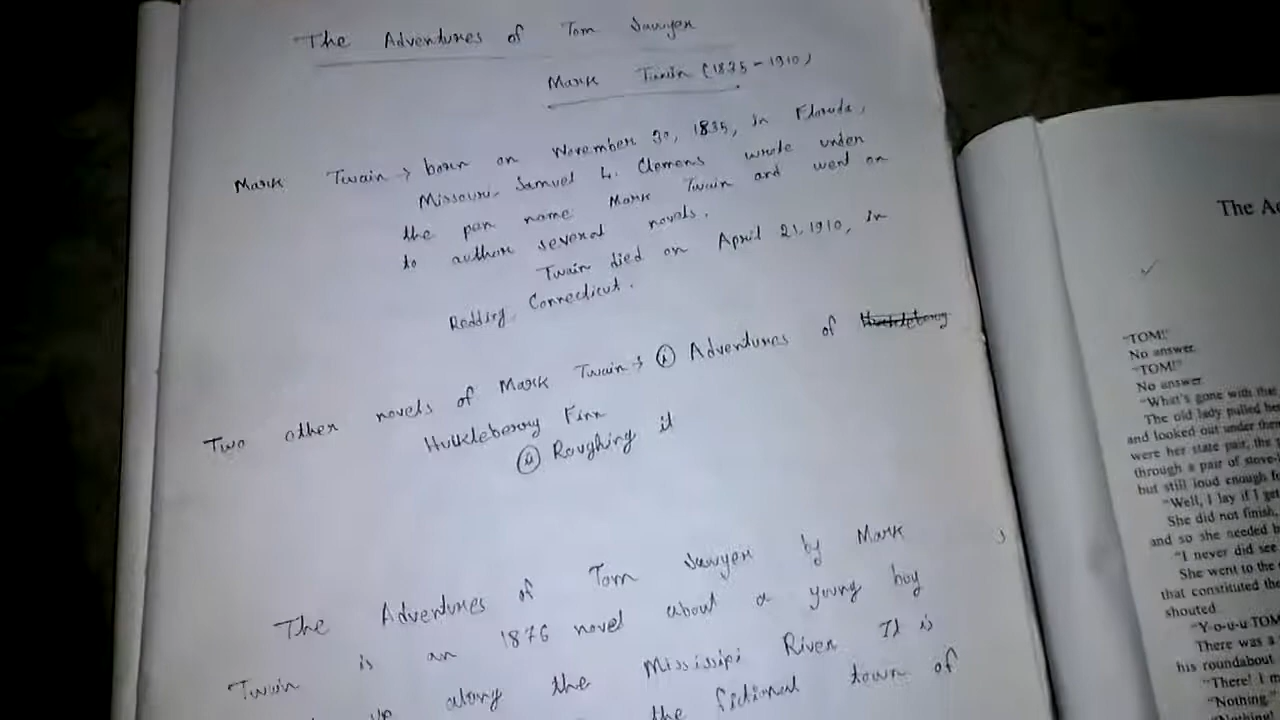 The Adventures of Tom Sawyer
Mark Twain (1835-1910)
Mark Twain → born on November 30, 1835, in Florida,
Missouri. Samuel L. Clemens wrote under
the pan name Mark Twain and went on
to author several novels.
Twain died on April 21, 1910, in
Redding, Connecticut.
Two other novels of Mark Twain → (i) Adventures of Huckleberry
Huckleberry Finn
(ii) Roughing it
The Adventures of Tom Sawyer by Mark
Twain is an 1876 novel about a young boy
up along the Mississipi River It is
the fictional town of
The A
"TOM!"
No answer.
"TOM!"
No answer.
"What's gone with that
The old lady pulled he
and looked out under the
were her state pair, the
through a pair of stove-
but still loud enough f
"Well, I lay if I get
She did not finish,
and so she needed b
"I never did see
She went to the
that constituted the
shouted.
"Y-o-u-u TOM
There was a
his roundabout
"There! I m
"Nothing."
"Nothing!